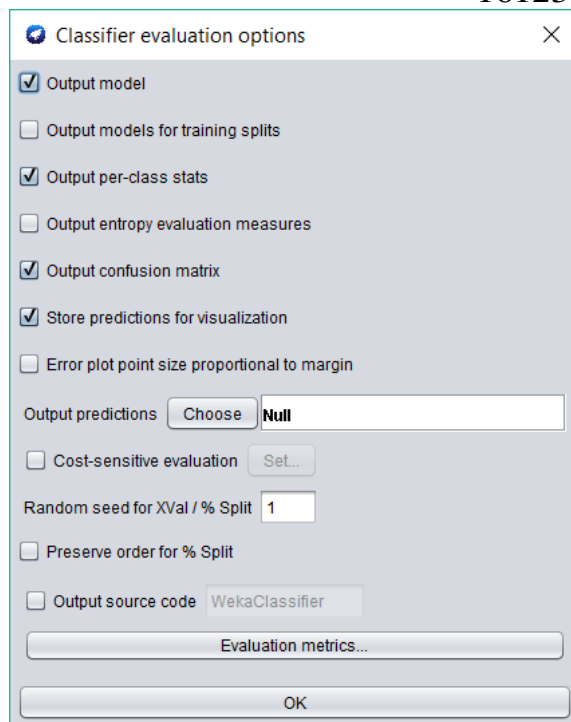 Classifier evaluation options
Output model
Output models for training splits
Output per-class stats
Output entropy evaluation measures
Output confusion matrix
Store predictions for visualization
Error plot point size proportional to margin
Output predictions Choose Null
Cost-sensitive evaluation Set...
Random seed for XVal / % Split 1
Preserve order for % Split
Output source code WekaClassifier
Evaluation metrics...
OK